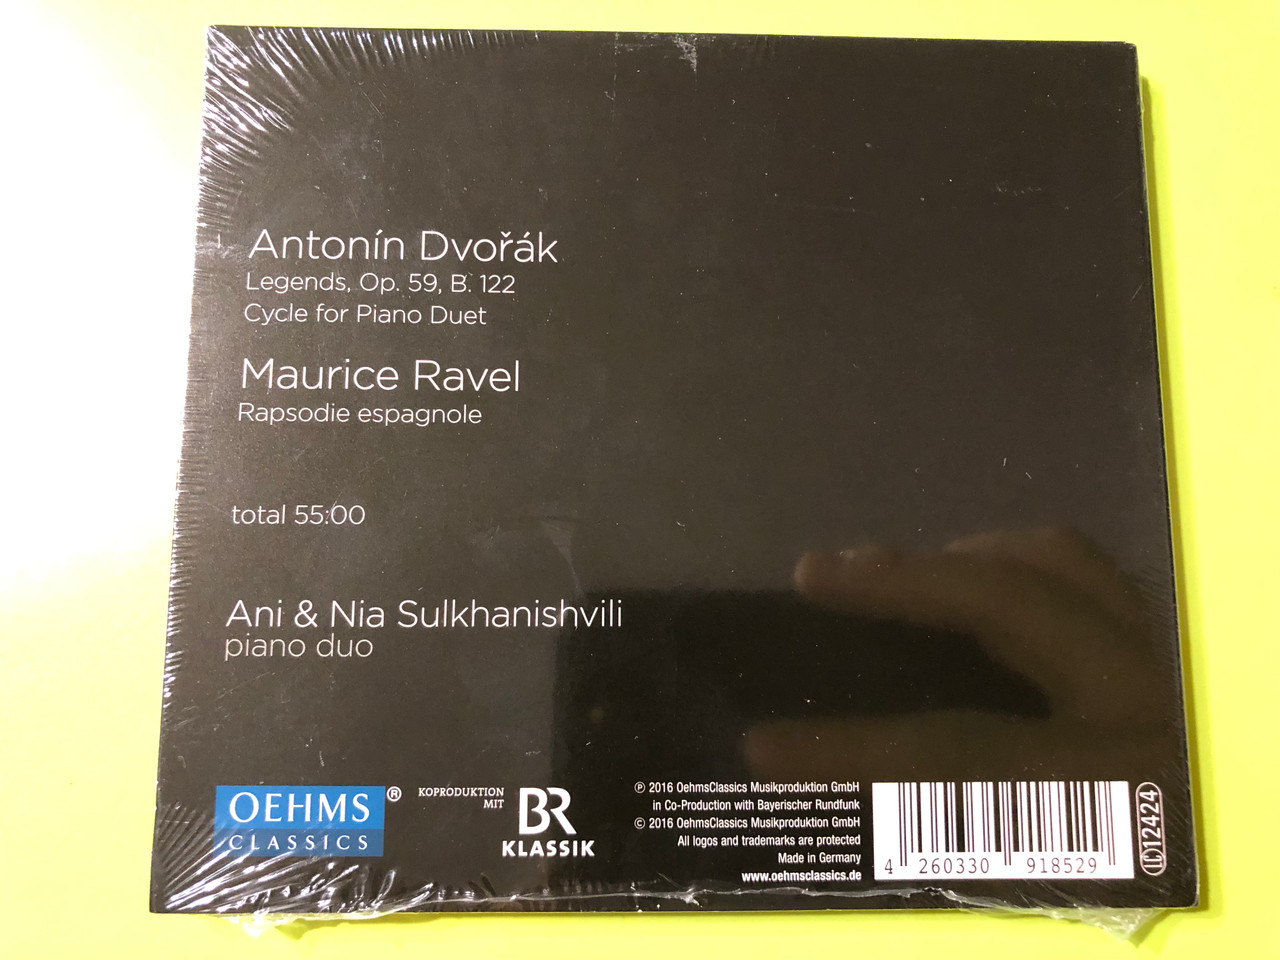 Antonín Dvořák
Legends, Op. 59, B. 122
Cycle for Piano Duet
Maurice Ravel
Rapsodie espagnole
total 55:00
Ani & Nia Sulkhanishvili
piano duo
OEHMS®
CLASSICS
KOPRODUKTION
MIT
BR
KLASSIK
℗ 2016 OehmsClassics Musikproduktion GmbH
in Co-Production with Bayerischer Rundfunk
© 2016 OehmsClassics Musikproduktion GmbH
All logos and trademarks are protected
Made in Germany
www.oehmsclassics.de
4 260330 918529
LC 12424